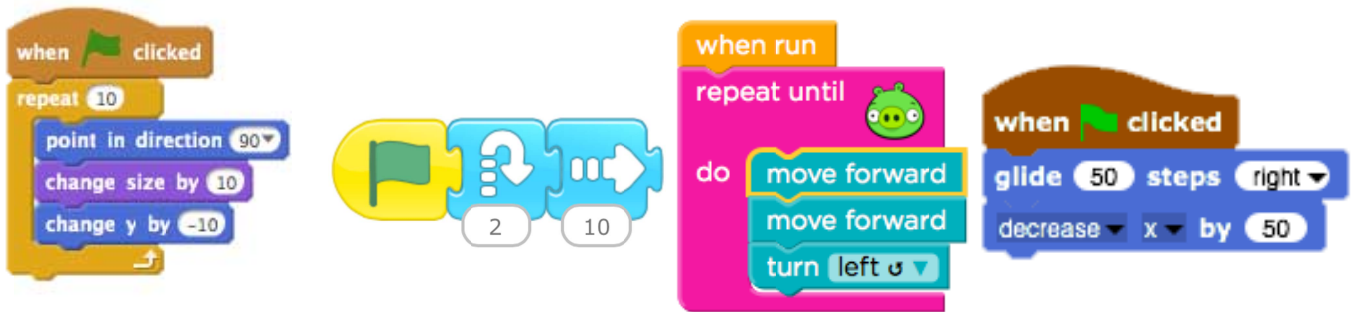 when clicked
repeat 10
point in direction 90
change size by 10
change y by -10
2
10
when run
repeat until
do
move forward
move forward
turn left ↺
when clicked
glide 50 steps right
decrease x by 50